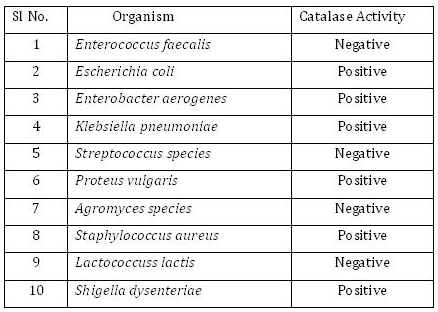 Sl No. Organism Catalase Activity
1 Enterococcus faecalis Negative
2 Escherichia coli Positive
3 Enterobacter aerogenes Positive
4 Klebsiella pneumoniae Positive
5 Streptococcus species Negative
6 Proteus vulgaris Positive
7 Agromyces species Negative
8 Staphylococcus aureus Positive
9 Lactococcuss lactis Negative
10 Shigella dysenteriae Positive